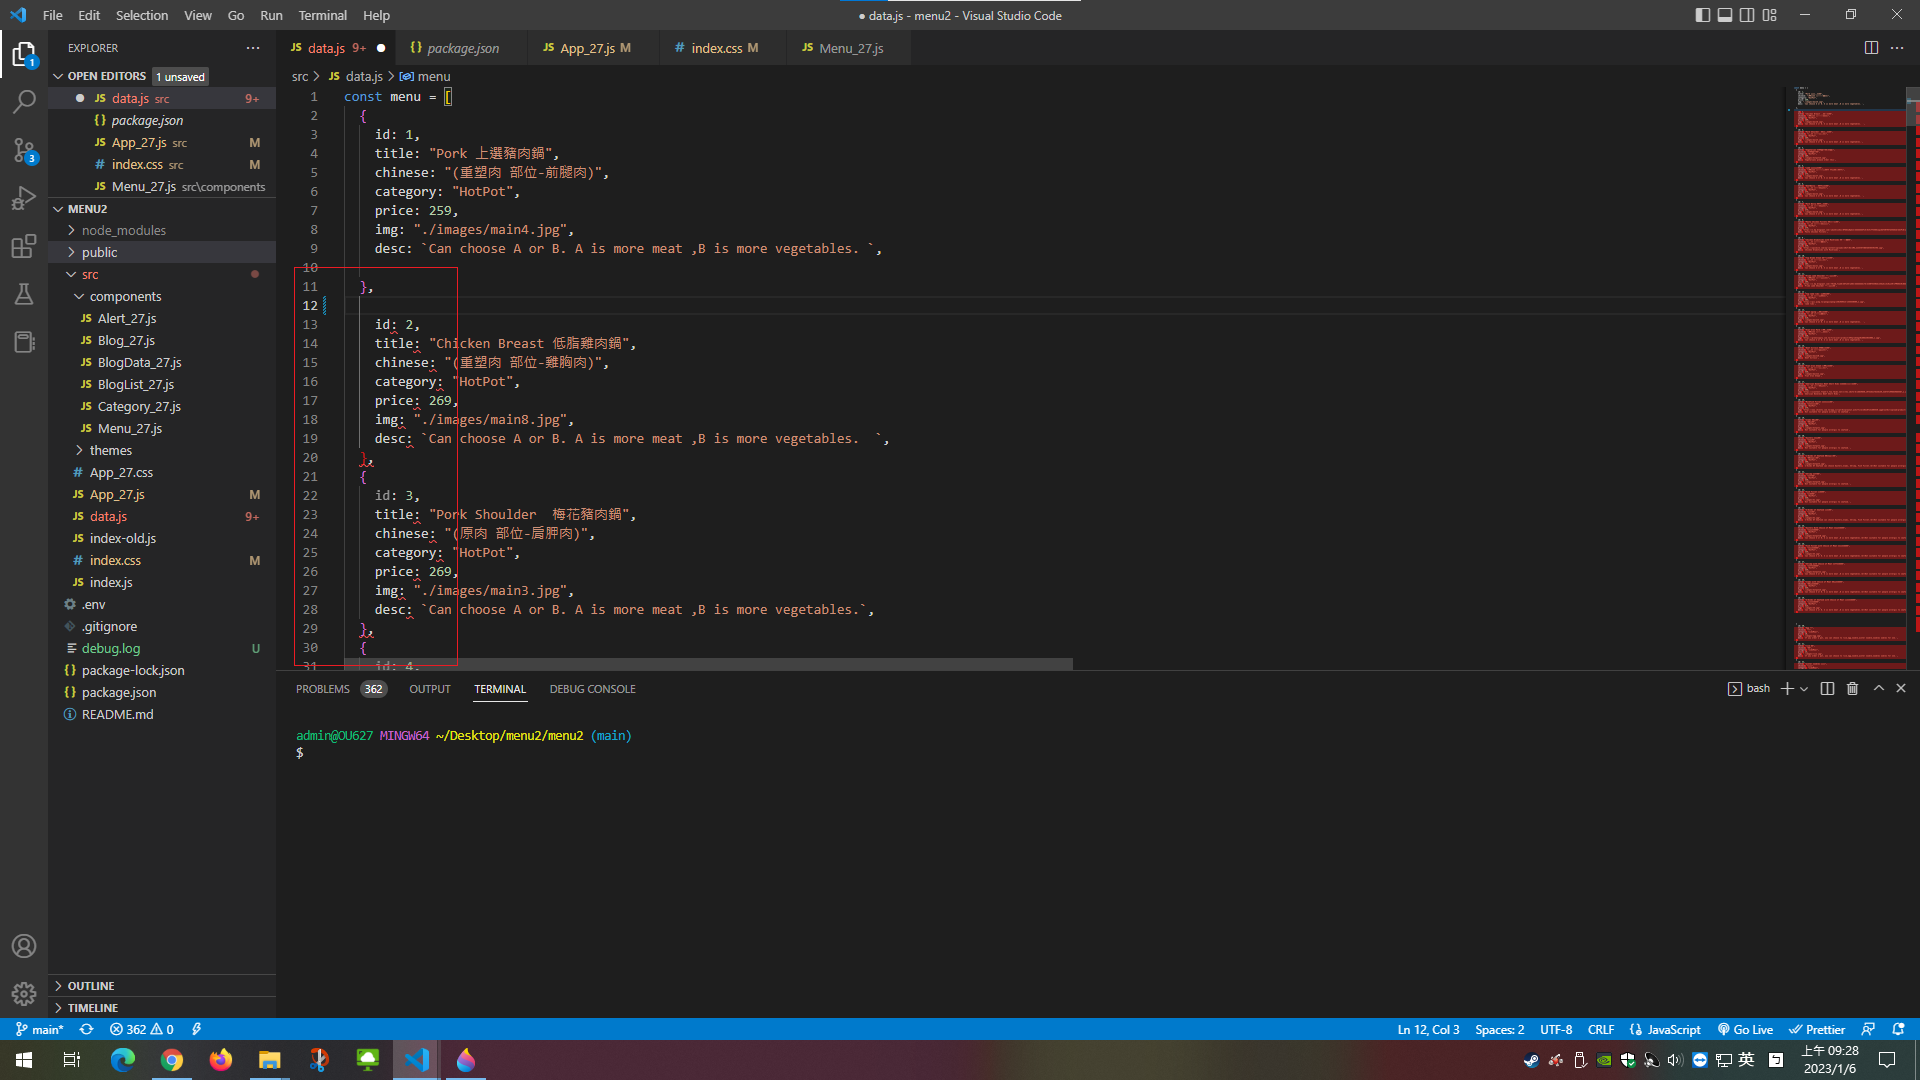 File Edit Selection View Go Run Terminal Help
● data.js - menu2 - Visual Studio Code
EXPLORER
JS data.js 9+ ●
{} package.json
JS App_27.js M
# index.css M
JS Menu_27.js
OPEN EDITORS 1 unsaved
● JS data.js src 9+
{} package.json
JS App_27.js src M
# index.css src M
JS Menu_27.js src\components
MENU2
node_modules
public
src
components
JS Alert_27.js
JS Blog_27.js
JS BlogData_27.js
JS BlogList_27.js
JS Category_27.js
JS Menu_27.js
themes
# App_27.css
JS App_27.js M
JS data.js 9+
JS index-old.js
# index.css M
JS index.js
.env
.gitignore
debug.log U
{} package-lock.json
{} package.json
README.md
OUTLINE
TIMELINE
src > JS data.js > menu
1 const menu = [
2 {
3 id: 1,
4 title: "Pork 上選豬肉鍋",
5 chinese: "(重塑肉 部位-前腿肉)",
6 category: "HotPot",
7 price: 259,
8 img: "./images/main4.jpg",
9 desc: `Can choose A or B. A is more meat ,B is more vegetables. `,
10
11 },
12
13 id: 2,
14 title: "Chicken Breast 低脂雞肉鍋",
15 chinese: "(重塑肉 部位-雞胸肉)",
16 category: "HotPot",
17 price: 269,
18 img: "./images/main8.jpg",
19 desc: `Can choose A or B. A is more meat ,B is more vegetables.  `,
20 },
21 {
22 id: 3,
23 title: "Pork Shoulder  梅花豬肉鍋",
24 chinese: "(原肉 部位-肩胛肉)",
25 category: "HotPot",
26 price: 269,
27 img: "./images/main3.jpg",
28 desc: `Can choose A or B. A is more meat ,B is more vegetables.`,
29 },
30 {
31 id: 4,
PROBLEMS 362 OUTPUT TERMINAL DEBUG CONSOLE
bash
admin@OU627 MINGW64 ~/Desktop/menu2/menu2 (main)
$
main* 362 0
Ln 12, Col 3 Spaces: 2 UTF-8 CRLF {} JavaScript Go Live Prettier
英 上午 09:28
2023/1/6